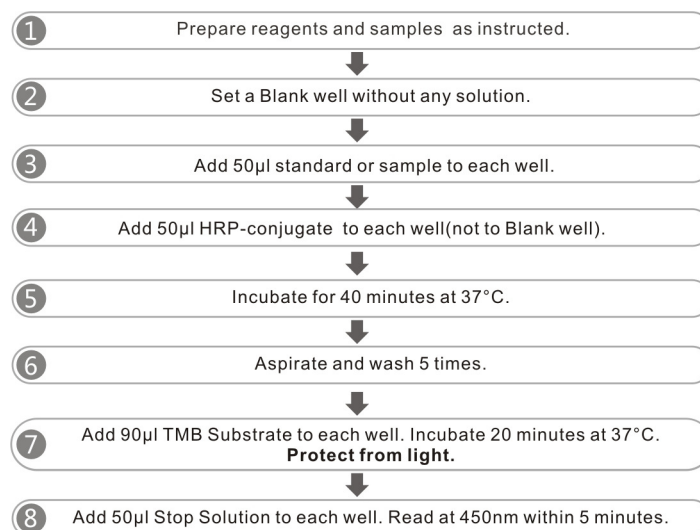 1 Prepare reagents and samples as instructed.
2 Set a Blank well without any solution.
3 Add 50µl standard or sample to each well.
4 Add 50µl HRP-conjugate to each well(not to Blank well).
5 Incubate for 40 minutes at 37°C.
6 Aspirate and wash 5 times.
7 Add 90µl TMB Substrate to each well. Incubate 20 minutes at 37°C.
Protect from light.
8 Add 50µl Stop Solution to each well. Read at 450nm within 5 minutes.